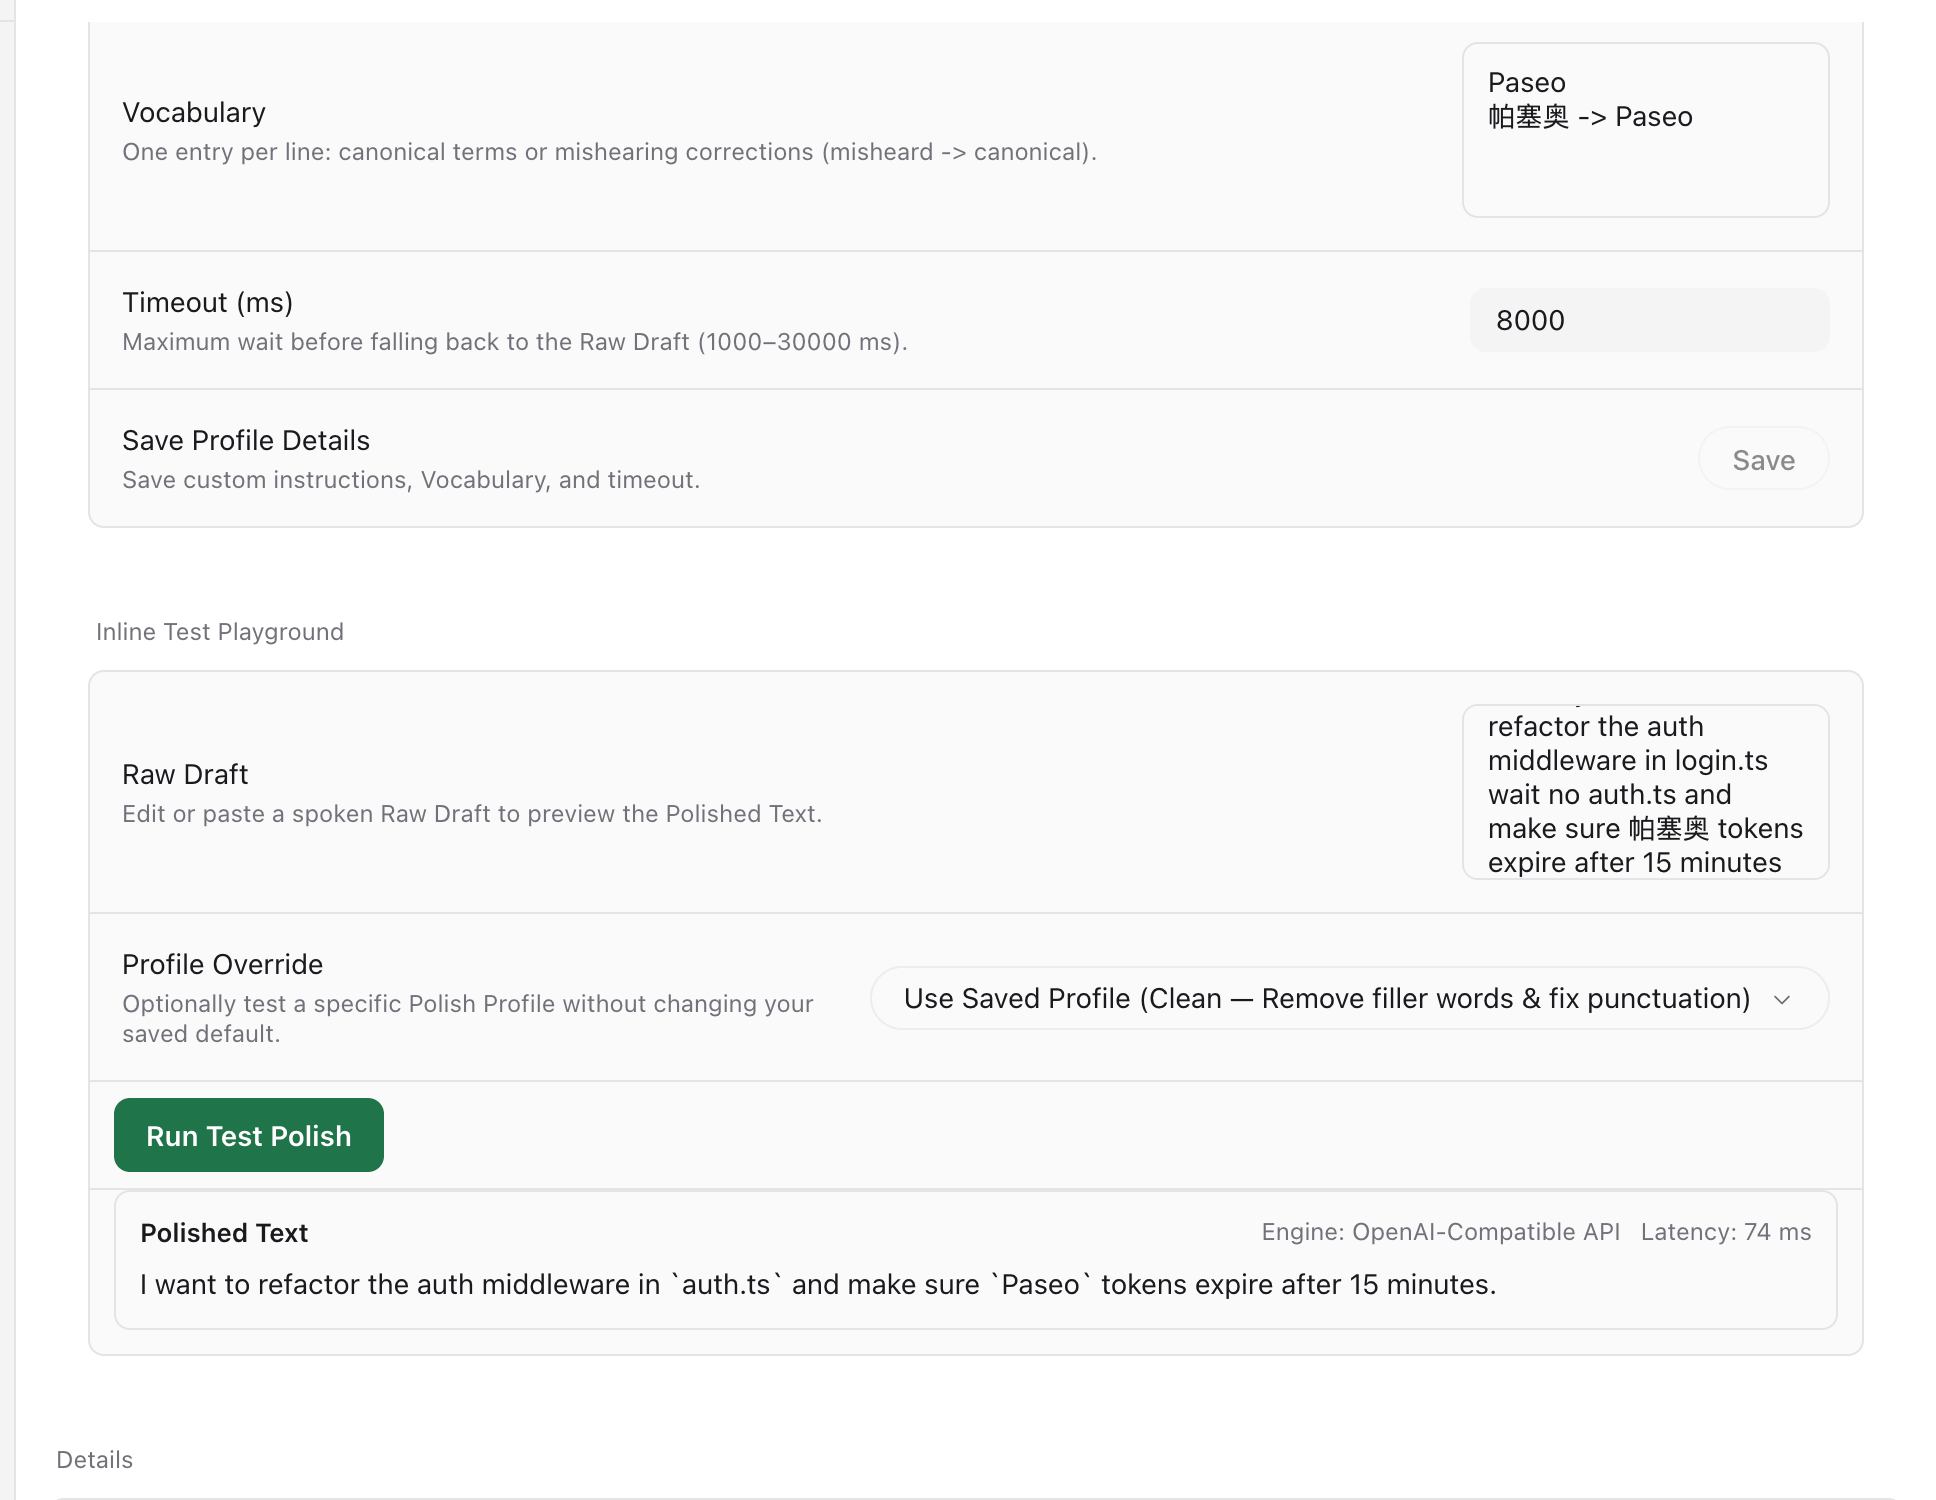 Vocabulary
One entry per line: canonical terms or mishearing corrections (misheard -> canonical).
Paseo
帕塞奥 -> Paseo
Timeout (ms)
Maximum wait before falling back to the Raw Draft (1000–30000 ms).
8000
Save Profile Details
Save custom instructions, Vocabulary, and timeout.
Save
Inline Test Playground
Raw Draft
Edit or paste a spoken Raw Draft to preview the Polished Text.
refactor the auth
middleware in login.ts
wait no auth.ts and
make sure 帕塞奥 tokens
expire after 15 minutes
Profile Override
Optionally test a specific Polish Profile without changing your
saved default.
Use Saved Profile (Clean — Remove filler words & fix punctuation)
Run Test Polish
Polished Text
Engine: OpenAI-Compatible API Latency: 74 ms
I want to refactor the auth middleware in `auth.ts` and make sure `Paseo` tokens expire after 15 minutes.
Details